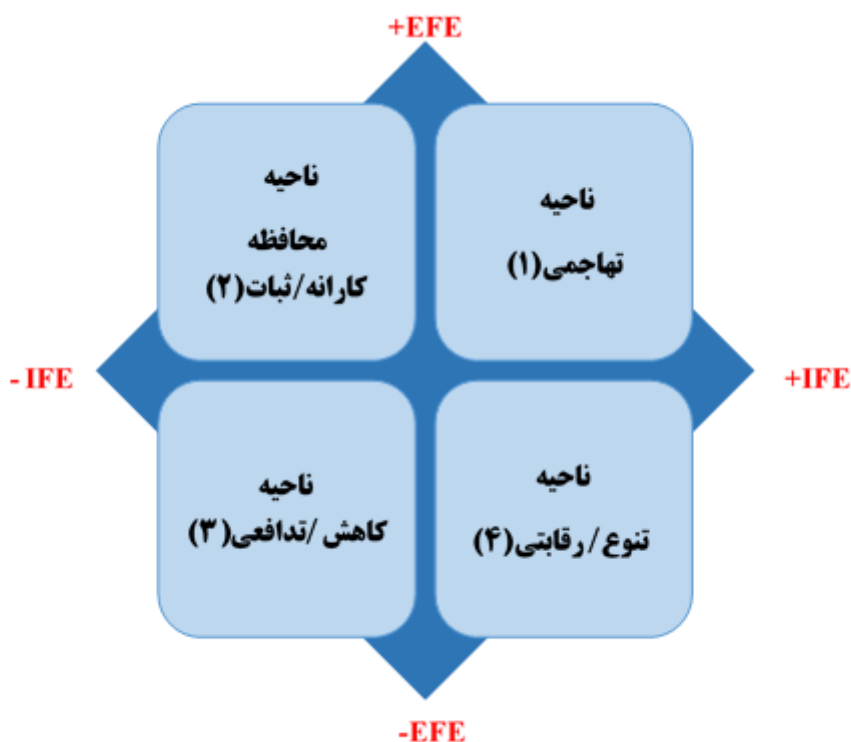 +EFE
ناحیه
تهاجمی(۱)
ناحیه
محافظه
کارانه/ثبات(۲)
- IFE
+IFE
ناحیه
تنوع/رقابتی(۴)
ناحیه
کاهش/تدافعی(۳)
-EFE